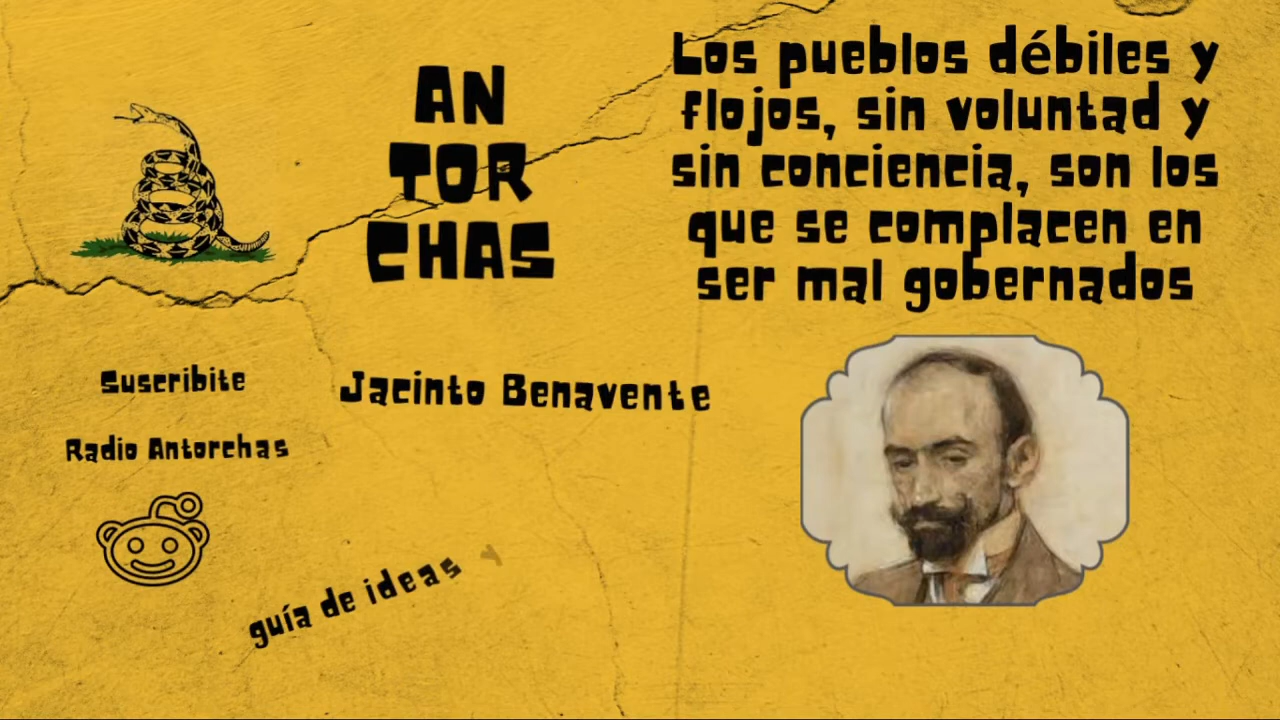 AN
TOR
CHAS
Los pueblos débiles y
flojos, sin voluntad y
sin conciencia, son los
que se complacen en
ser mal gobernados
Suscribite
Jacinto Benavente
Radio Antorchas
guía de ideas y